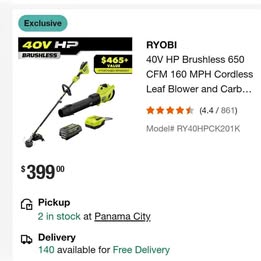 Exclusive
40V HP
BRUSHLESS
$465+
VALUE
RYOBI
40V HP Brushless 650
CFM 160 MPH Cordless
Leaf Blower and Carb…
(4.4 / 861)
Model# RY40HPCK201K
$399 00
Pickup
2 in stock at Panama City
Delivery
140 available for Free Delivery